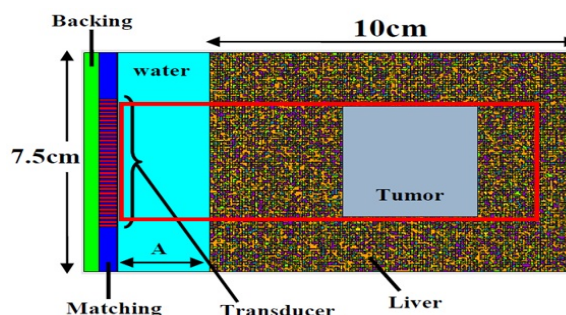 Backing
10cm
water
7.5cm
Tumor
A
Matching
Transducer
Liver